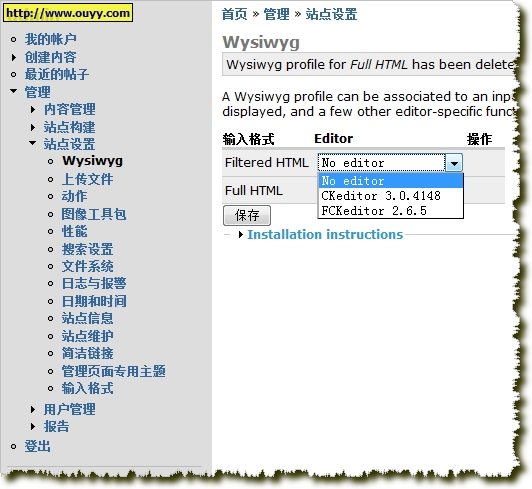 http://www.ouyy.com
我的帐户
创建内容
最近的帖子
管理
内容管理
站点构建
站点设置
Wysiwyg
上传文件
动作
图像工具包
性能
搜索设置
文件系统
日志与报警
日期和时间
站点信息
站点维护
简洁链接
管理页面专用主题
输入格式
用户管理
报告
登出
首页 » 管理 » 站点设置
Wysiwyg
Wysiwyg profile for Full HTML has been delete
A Wysiwyg profile can be associated to an inp
displayed, and a few other editor-specific func
输入格式 Editor 操作
Filtered HTML No editor
No editor
CKeditor 3.0.4148
FCKeditor 2.6.5
Full HTML
保存
Installation instructions